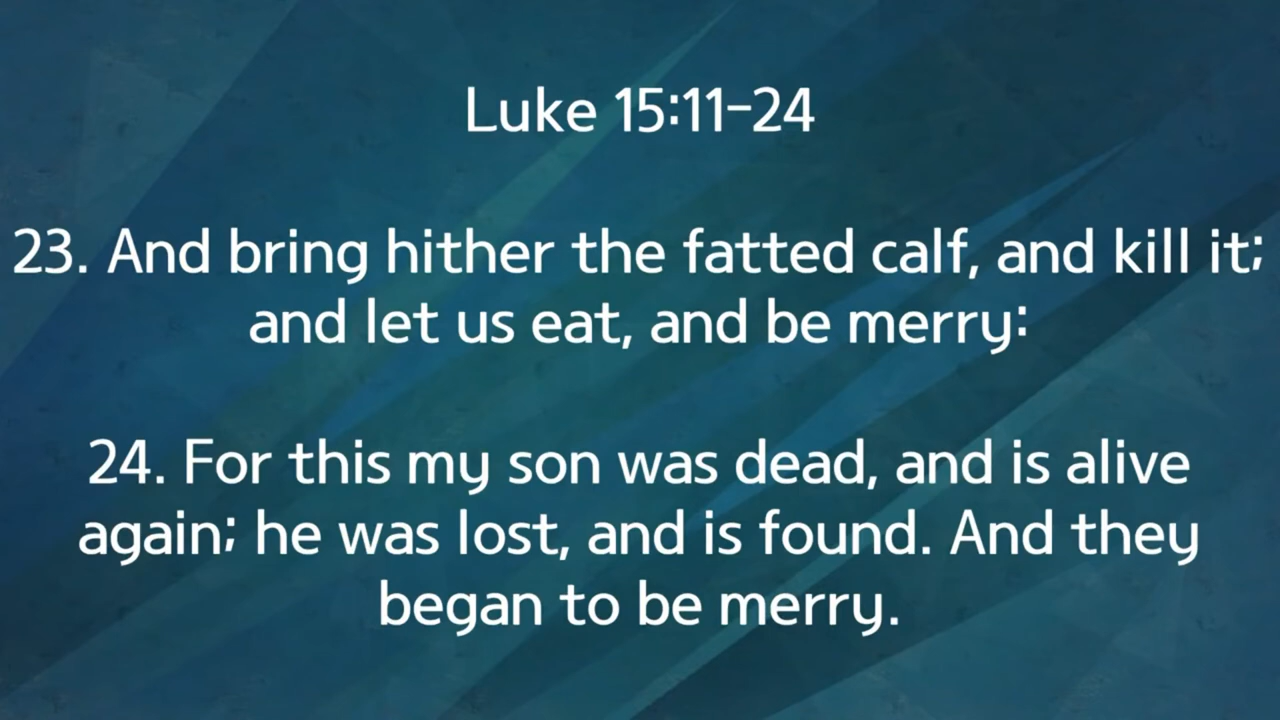 Luke 15:11-24
23. And bring hither the fatted calf, and kill it;
and let us eat, and be merry:
24. For this my son was dead, and is alive
again; he was lost, and is found. And they
began to be merry.